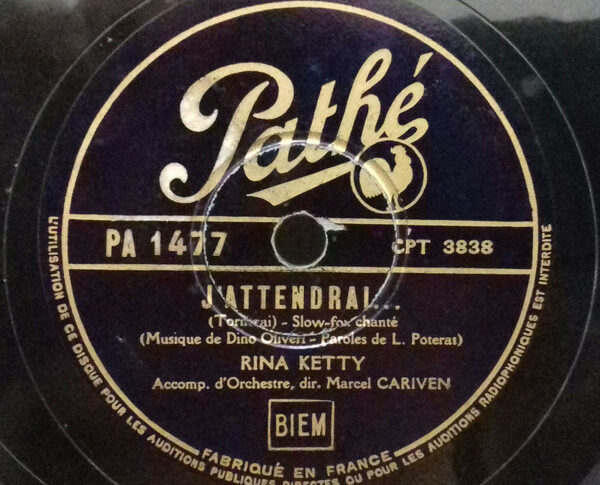 Pathé
PA 1477
CPT 3838
J'ATTENDRAI...
(Tornerai) - Slow-fox chanté
(Musique de Dino Oliveri - Paroles de L. Poterat)
RINA KETTY
Accomp. d'Orchestre, dir. Marcel CARIVEN
BIEM
FABRIQUÉ EN FRANCE
L'UTILISATION DE CE DISQUE POUR LES AUDITIONS PUBLIQUES DIRECTES OU POUR LES AUDITIONS RADIOPHONIQUES EST INTERDITE